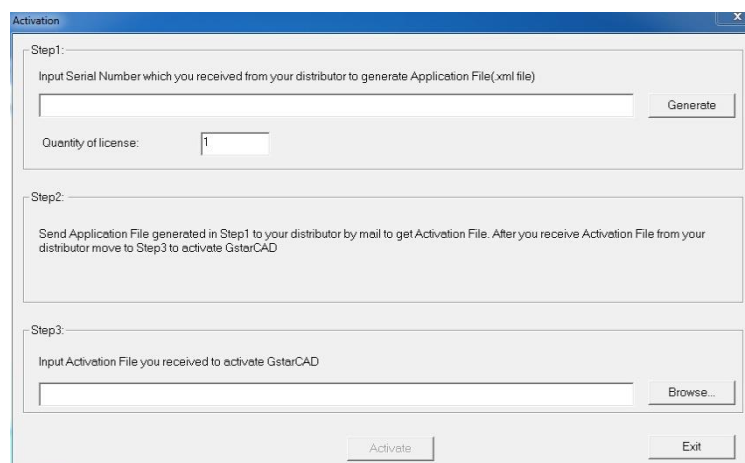 Activation
x
Step1:
Input Serial Number which you received from your distributor to generate Application File(.xml file)
Generate
Quantity of license:
1
Step2:
Send Application File generated in Step1 to your distributor by mail to get Activation File. After you receive Activation File from your
distributor move to Step3 to activate GstarCAD
Step3:
Input Activation File you received to activate GstarCAD
Browse...
Activate
Exit